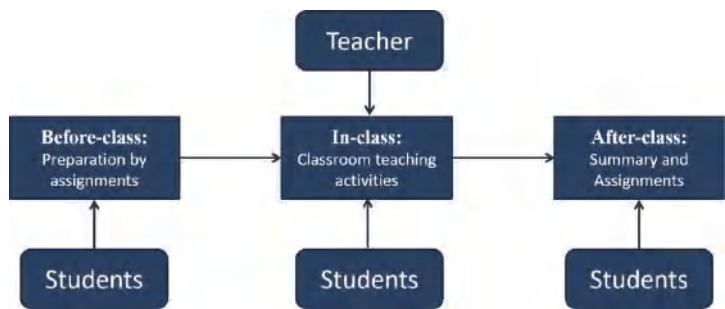 Teacher
Before-class:
Preparation by
assignments
In-class:
Classroom teaching
activities
After-class:
Summary and
Assignments
Students
Students
Students